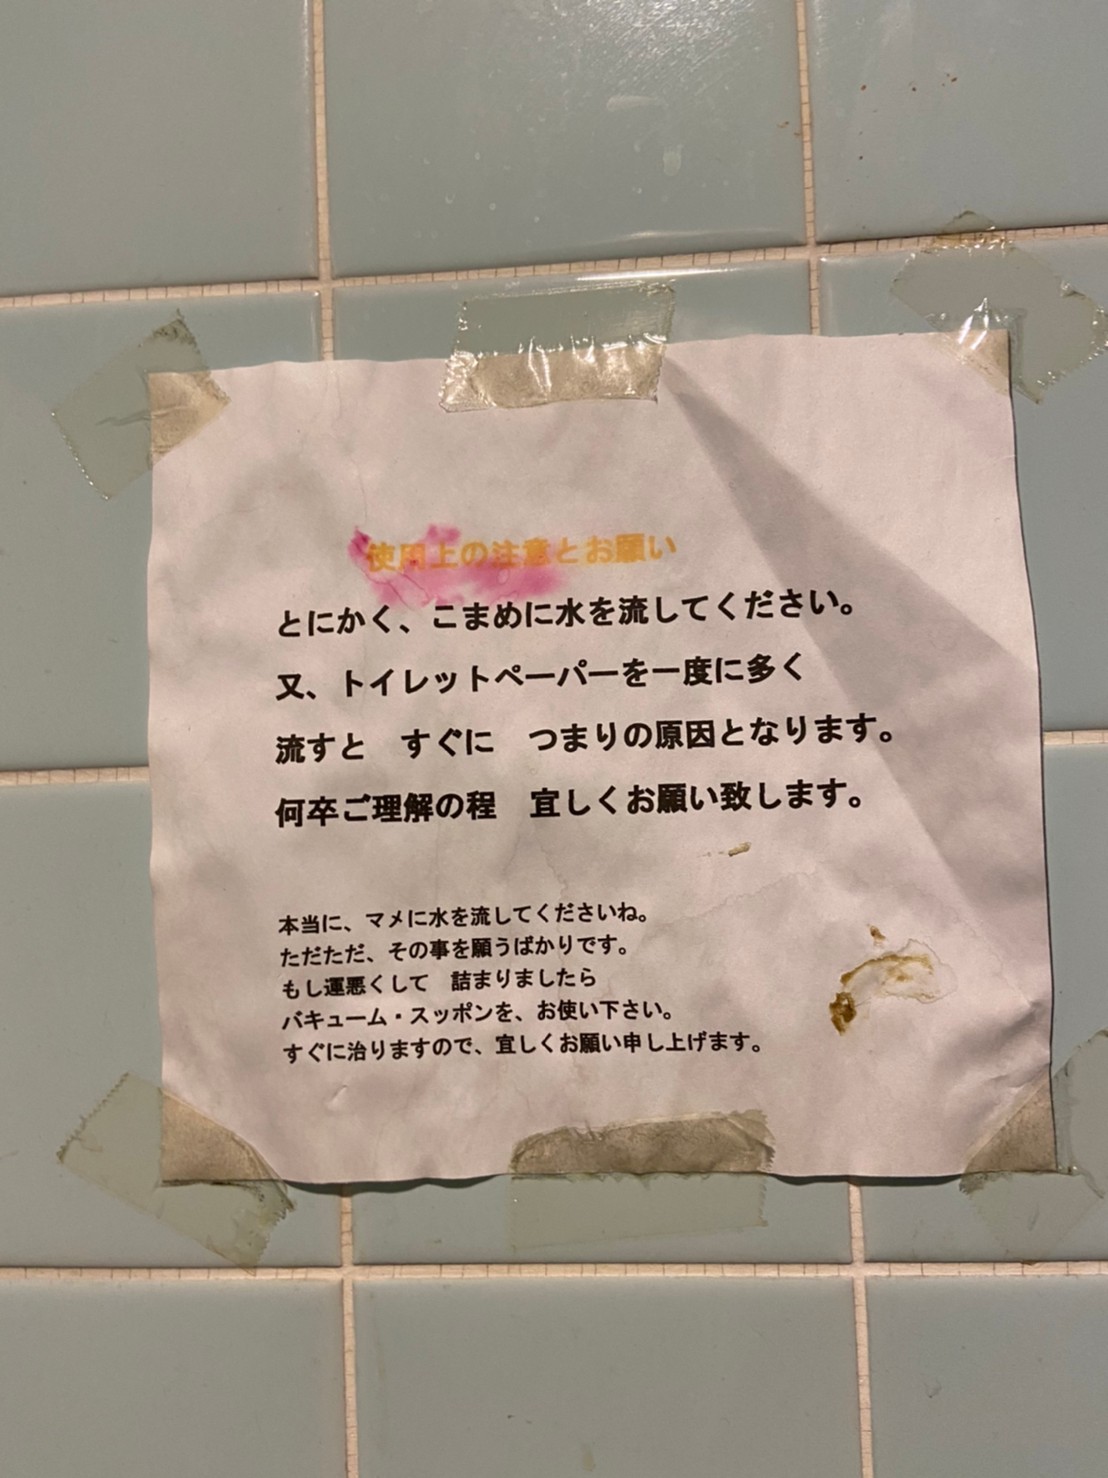 使用上の注意とお願い
とにかく、こまめに水を流してください。
又、トイレットペーパーを一度に多く
流すと　すぐに　つまりの原因となります。
何卒ご理解の程　宜しくお願い致します。
本当に、マメに水を流してくださいね。
ただただ、その事を願うばかりです。
もし運悪くして　詰まりましたら
バキューム・スッポンを、お使い下さい。
すぐに治りますので、宜しくお願い申し上げます。